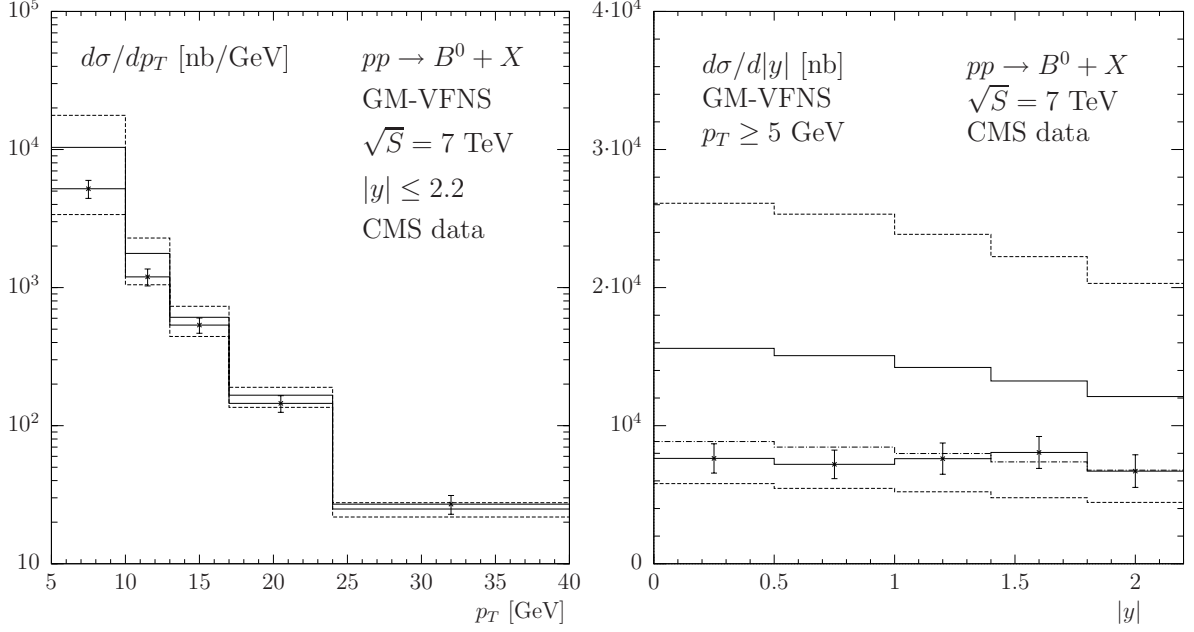 10^5
10^4
10^3
10^2
10
dσ/dp_T [nb/GeV]
pp → B^0 + X
GM-VFNS
√S = 7 TeV
|y| ≤ 2.2
CMS data
5 10 15 20 25 30 35 40
p_T [GeV]
4·10^4
3·10^4
2·10^4
10^4
0
dσ/d|y| [nb]
GM-VFNS
p_T ≥ 5 GeV
pp → B^0 + X
√S = 7 TeV
CMS data
0 0.5 1 1.5 2
|y|